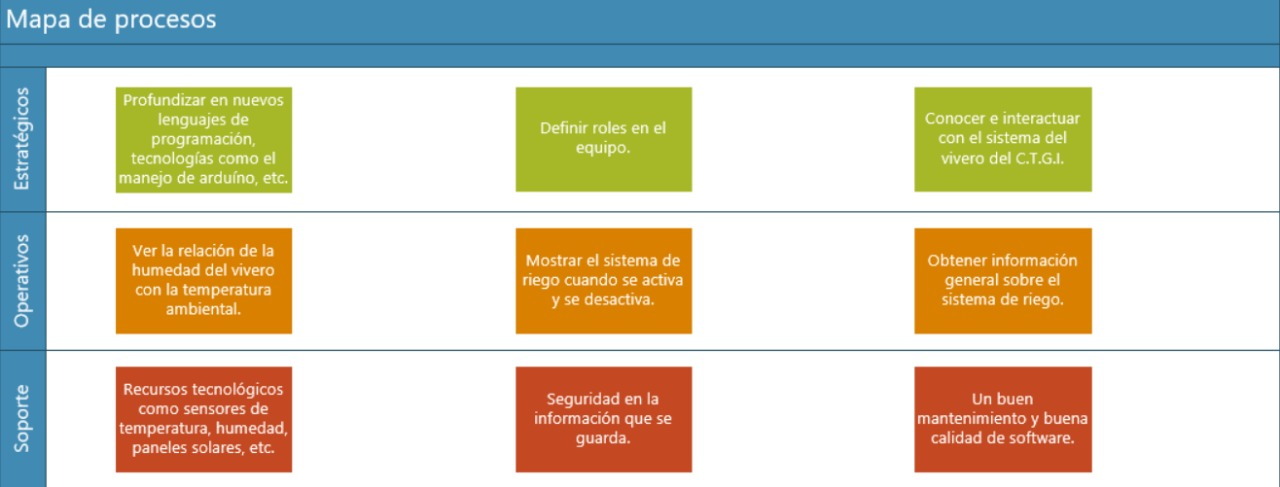 Mapa de procesos
Estratégicos
Profundizar en nuevos
lenguajes de
programación,
tecnologías como el
manejo de arduíno, etc.
Definir roles en el
equipo.
Conocer e interactuar
con el sistema del
vivero del C.T.G.I.
Operativos
Ver la relación de la
humedad del vivero
con la temperatura
ambiental.
Mostrar el sistema de
riego cuando se activa
y se desactiva.
Obtener información
general sobre el
sistema de riego.
Soporte
Recursos tecnológicos
como sensores de
temperatura, humedad,
paneles solares, etc.
Seguridad en la
información que se
guarda.
Un buen
mantenimiento y buena
calidad de software.